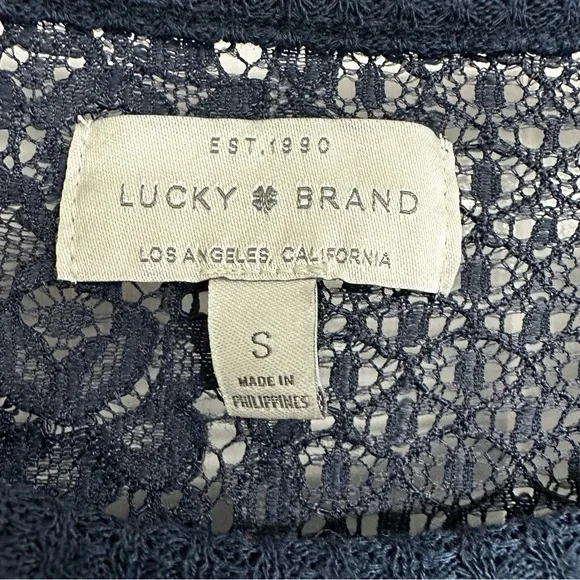 EST.1990
LUCKY BRAND
LOS ANGELES, CALIFORNIA
S
MADE IN
PHILIPPINES